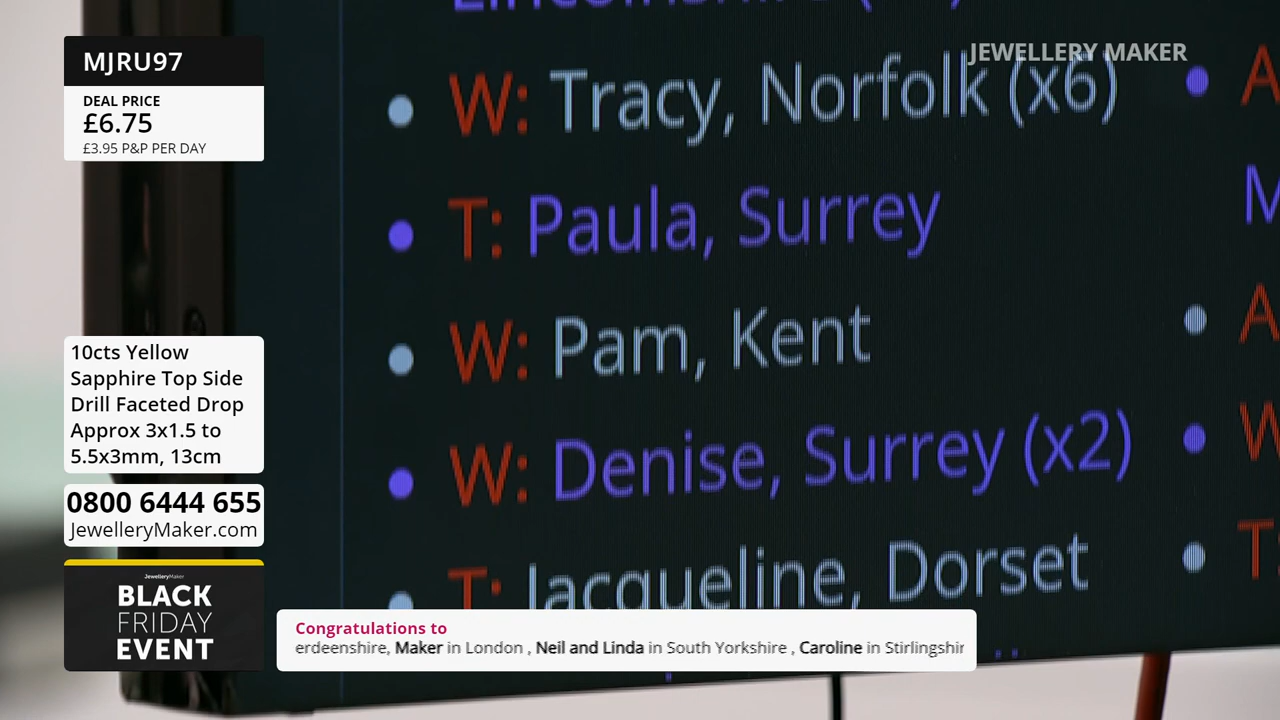 MJRU97
DEAL PRICE
£6.75
£3.95 P&P PER DAY
JEWELLERY MAKER
W: Tracy, Norfolk (x6)
T: Paula, Surrey
W: Pam, Kent
W: Denise, Surrey (x2)
T: Jacqueline, Dorset
A
M
A
W
T:
10cts Yellow
Sapphire Top Side
Drill Faceted Drop
Approx 3x1.5 to
5.5x3mm, 13cm
0800 6444 655
JewelleryMaker.com
JewelleryMaker
BLACK
FRIDAY
EVENT
Congratulations to
erdeenshire, Maker in London , Neil and Linda in South Yorkshire , Caroline in Stirlingshir